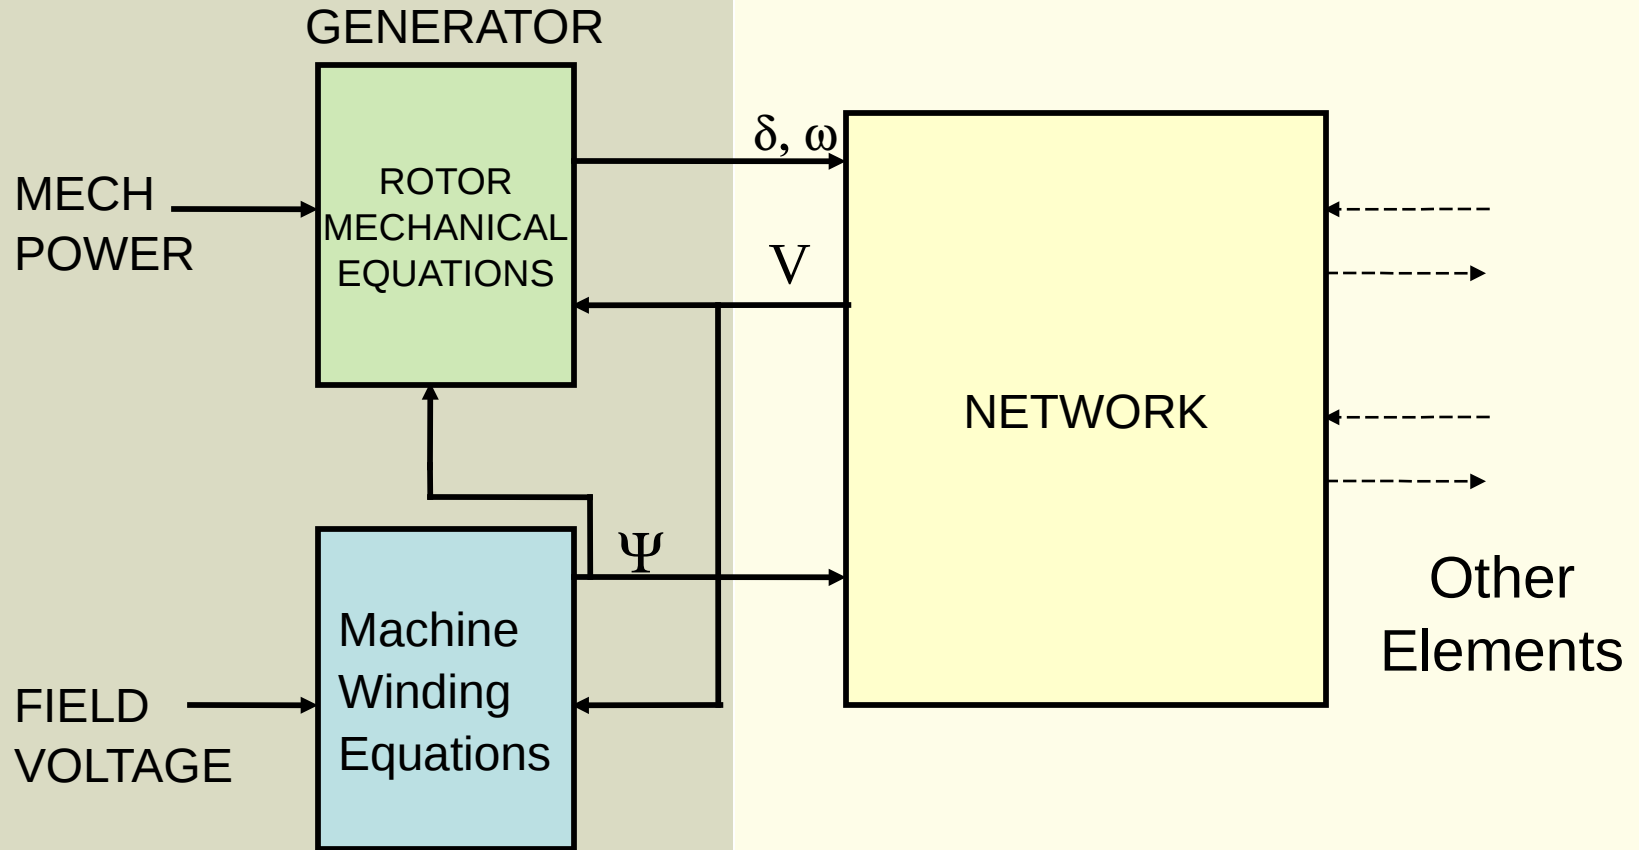 GENERATOR
MECH
POWER
ROTOR
MECHANICAL
EQUATIONS
δ, ω
V
NETWORK
Ψ
Machine
Winding
Equations
FIELD
VOLTAGE
Other
Elements